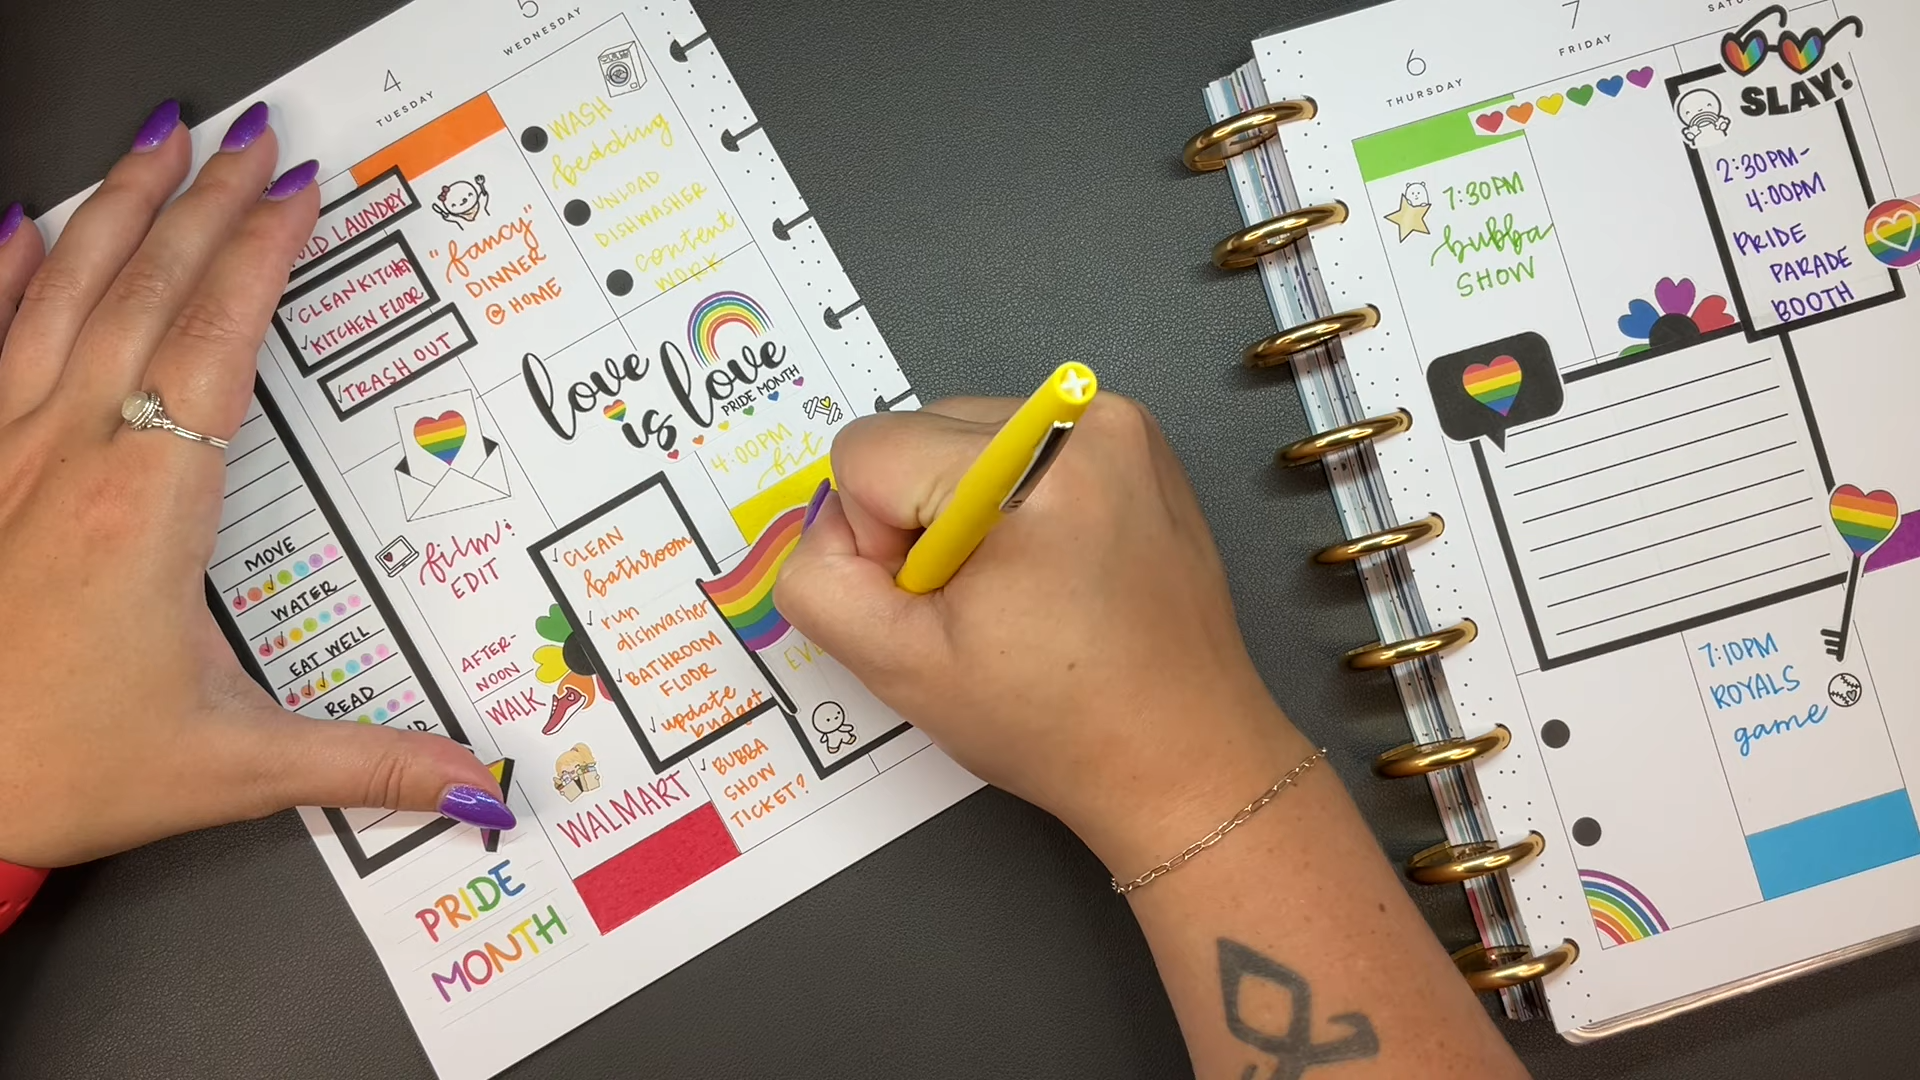 4
TUESDAY
5
WEDNESDAY
OLD LAUNDRY
CLEAN KITCHEN
KITCHEN FLOOR
TRASH OUT
"fancy"
DINNER
@ HOME
WASH
bedding
UNLOAD
DISHWASHER
content
WORK
love
is love
PRIDE MONTH
4:00PM
fit
film:
EDIT
AFTER-
NOON
WALK
WALMART
CLEAN
bathroom
run
dishwasher
BATHROOM
FLOOR
update
budget
BUBBA
SHOW
TICKET?
EV
MOVE
WATER
EAT WELL
READ
PRIDE
MONTH
6
THURSDAY
7
FRIDAY
SATU
7:30PM
bubba
SHOW
SLAY!
2:30PM-
4:00PM
PRIDE
PARADE
BOOTH
7:10PM
ROYALS
game